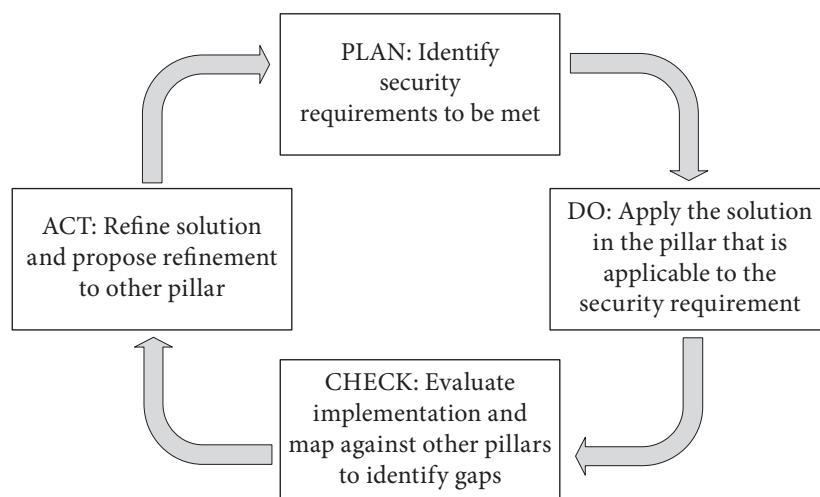 PLAN: Identify
security
requirements to be met
DO: Apply the solution
in the pillar that is
applicable to the
security requirement
CHECK: Evaluate
implementation and
map against other pillars
to identify gaps
ACT: Refine solution
and propose refinement
to other pillar